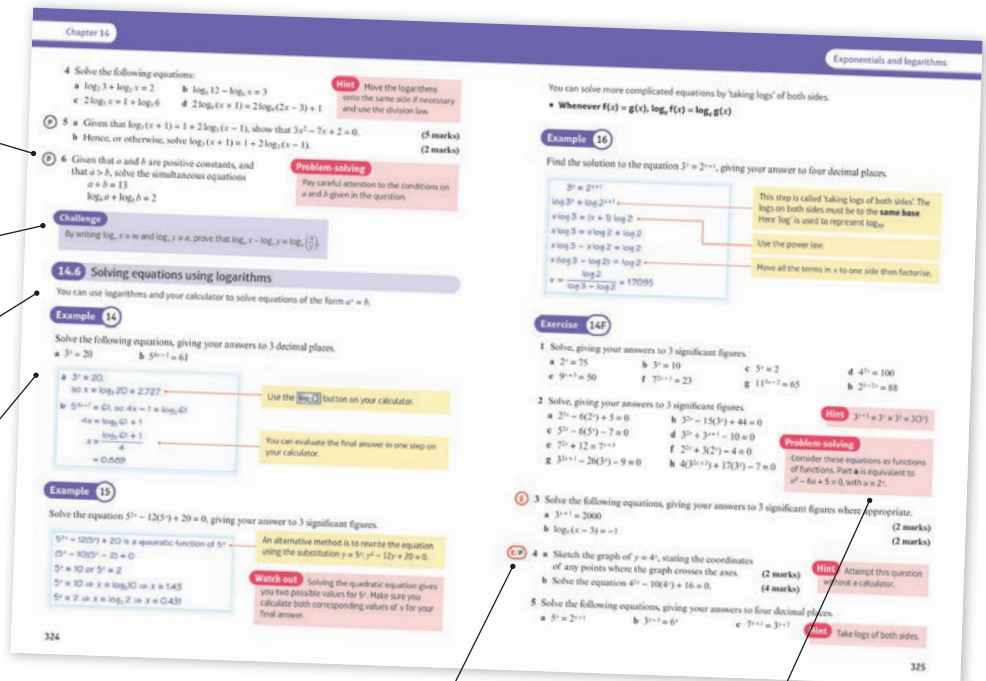 Chapter 14
4 Solve the following equations:
a log₂ 3 + log₂ x = 2 b log₆ 12 − log₆ x = 3
c 2 log₅ x = 1 + log₅ 6 d 2 log₉ (x + 1) = 2 log₉ (2x − 3) + 1
Hint Move the logarithms
onto the same side if necessary
and use the division law.
P 5 a Given that log₃ (x + 1) = 1 + 2 log₃ (x − 1), show that 3x² − 7x + 2 = 0. (5 marks)
b Hence, or otherwise, solve log₃ (x + 1) = 1 + 2 log₃ (x − 1). (2 marks)
P 6 Given that a and b are positive constants, and
that a > b, solve the simultaneous equations
a + b = 13
log₆ a + log₆ b = 2
Problem-solving
Pay careful attention to the conditions on
a and b given in the question.
Challenge
By writing logₐ x = m and logₐ y = n, prove that logₐ x − logₐ y = logₐ (x/y).
14.6 Solving equations using logarithms
You can use logarithms and your calculator to solve equations of the form aˣ = b.
Example 14
Solve the following equations, giving your answers to 3 decimal places.
a 3ˣ = 20 b 5⁴ˣ⁻¹ = 61
a 3ˣ = 20,
so x = log₃ 20 = 2.727
b 5⁴ˣ⁻¹ = 61, so 4x − 1 = log₅ 61
4x = log₅ 61 + 1
x = (log₅ 61 + 1)/4
= 0.889
Use the button on your calculator.
You can evaluate the final answer in one step on
your calculator.
Example 15
Solve the equation 5²ˣ − 12(5ˣ) + 20 = 0, giving your answer to 3 significant figures.
5²ˣ − 12(5ˣ) + 20 is a quadratic function of 5ˣ
(5ˣ − 10)(5ˣ − 2) = 0
5ˣ = 10 or 5ˣ = 2
5ˣ = 10 ⇒ x = log₅ 10 ⇒ x = 1.43
5ˣ = 2 ⇒ x = log₅ 2 ⇒ x = 0.431
An alternative method is to rewrite the equation
using the substitution y = 5ˣ: y² − 12y + 20 = 0.
Watch out Solving the quadratic equation gives
you two possible values for 5ˣ. Make sure you
calculate both corresponding values of x for your
final answer.
324
Exponentials and logarithms
You can solve more complicated equations by 'taking logs' of both sides.
▪ Whenever f(x) = g(x), logₐ f(x) = logₐ g(x)
Example 16
Find the solution to the equation 3ˣ = 2ˣ⁺¹, giving your answer to four decimal places.
3ˣ = 2ˣ⁺¹
log 3ˣ = log 2ˣ⁺¹
x log 3 = (x + 1) log 2
x log 3 = x log 2 + log 2
x log 3 − x log 2 = log 2
x(log 3 − log 2) = log 2
x = log 2/(log 3 − log 2) = 1.7095
This step is called 'taking logs of both sides'. The
logs on both sides must be to the same base.
Here 'log' is used to represent log₁₀.
Use the power law.
Move all the terms in x to one side then factorise.
Exercise 14F
1 Solve, giving your answers to 3 significant figures.
a 2ˣ = 75 b 3ˣ = 10 c 5ˣ = 2 d 4²ˣ = 100
e 9ˣ⁺⁵ = 50 f 7²ˣ⁻¹ = 23 g 11³ˣ⁻² = 65 h 2³⁻²ˣ = 88
2 Solve, giving your answers to 3 significant figures.
a 2²ˣ − 6(2ˣ) + 5 = 0 b 3²ˣ − 15(3ˣ) + 44 = 0
c 5²ˣ − 6(5ˣ) − 7 = 0 d 3²ˣ + 3ˣ⁺¹ − 10 = 0
e 7²ˣ + 12 = 7ˣ⁺¹ f 2²ˣ + 3(2ˣ) − 4 = 0
g 3²ˣ⁺¹ − 26(3ˣ) − 9 = 0 h 4(3²ˣ⁺¹) + 17(3ˣ) − 7 = 0
Hint 3ˣ⁺¹ = 3ˣ × 3¹ = 3(3ˣ)
Problem-solving
Consider these equations as functions
of functions. Part a is equivalent to
u² − 6u + 5 = 0, with u = 2ˣ.
E 3 Solve the following equations, giving your answers to 3 significant figures where appropriate.
a 3ˣ⁺¹ = 2000 (2 marks)
b log₅ (x − 3) = −1 (2 marks)
E/P 4 a Sketch the graph of y = 4ˣ, stating the coordinates
of any points where the graph crosses the axes. (2 marks)
b Solve the equation 4²ˣ − 10(4ˣ) + 16 = 0. (4 marks)
Hint Attempt this question
without a calculator.
5 Solve the following equations, giving your answers to four decimal places.
a 5ˣ = 2ˣ⁺¹ b 3ˣ⁺⁵ = 6ˣ c 7ˣ⁺¹ = 3ˣ⁺²
Hint Take logs of both sides.
325